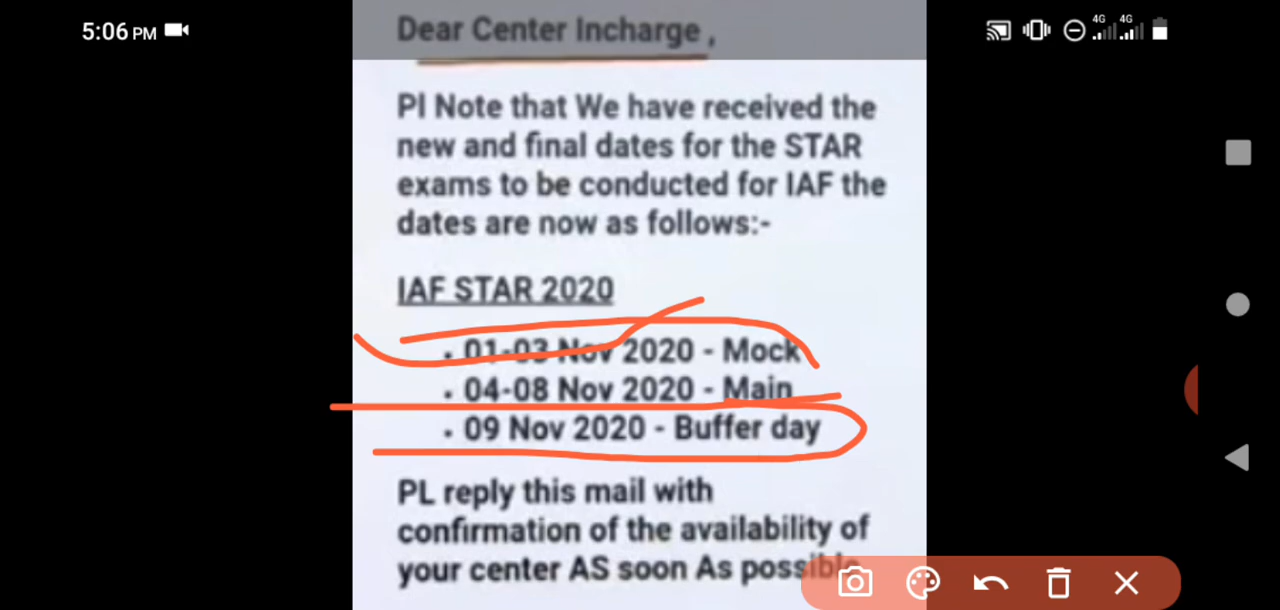 5:06 PM
4G 4G
Dear Center Incharge ,
Pl Note that We have received the
new and final dates for the STAR
exams to be conducted for IAF the
dates are now as follows:-
IAF STAR 2020
• 01-03 Nov 2020 - Mock
• 04-08 Nov 2020 - Main
• 09 Nov 2020 - Buffer day
PL reply this mail with
confirmation of the availability of
your center AS soon As possible